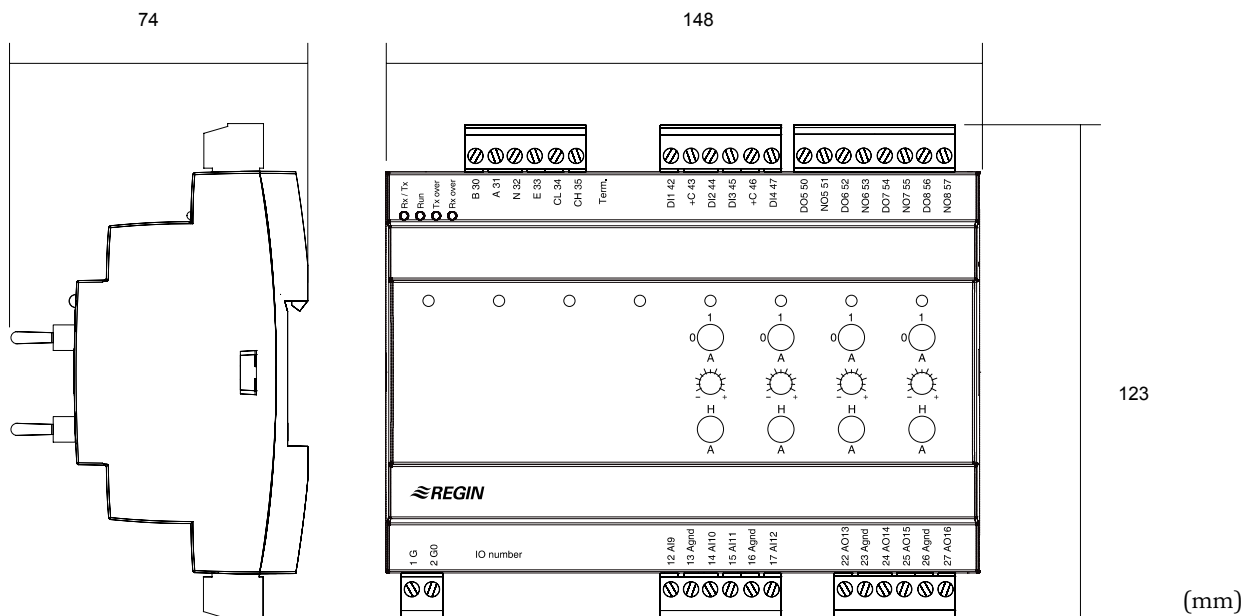 74
148
Rx / Tx
Run
Tx over
Rx over
B 30
A 31
N 32
E 33
CL 34
CH 35
Term.
DI1 42
+C 43
DI2 44
DI3 45
+C 46
DI4 47
DO5 50
NO5 51
DO6 52
NO6 53
DO7 54
NO7 55
DO8 56
NO8 57
1 1 1 1
0 0 0 0
A A A A
- + - + - + - +
H H H H
A A A A
123
REGIN
1 G
2 G0
IO number
12 AI9
13 Agnd
14 AI10
15 AI11
16 Agnd
17 AI12
22 AO13
23 Agnd
24 AO14
25 AO15
26 Agnd
27 AO16
(mm)